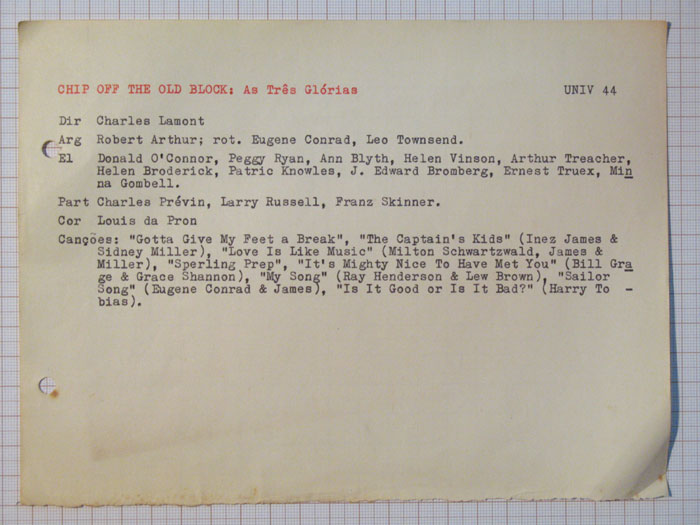 CHIP OFF THE OLD BLOCK: As Três Glórias UNIV 44
Dir Charles Lamont
Arg Robert Arthur; rot. Eugene Conrad, Leo Townsend.
El Donald O'Connor, Peggy Ryan, Ann Blyth, Helen Vinson, Arthur Treacher,
Helen Broderick, Patric Knowles, J. Edward Bromberg, Ernest Truex, Min
na Gombell.
Part Charles Prévin, Larry Russell, Franz Skinner.
Cor Louis da Pron
Canções: "Gotta Give My Feet a Break", "The Captain's Kids" (Inez James &
Sidney Miller), "Love Is Like Music" (Milton Schwartzwald, James &
Miller), "Sperling Prep", "It's Mighty Nice To Have Met You" (Bill Gra
ge & Grace Shannon), "My Song" (Ray Henderson & Lew Brown), "Sailor
Song" (Eugene Conrad & James), "Is It Good or Is It Bad?" (Harry To -
bias).